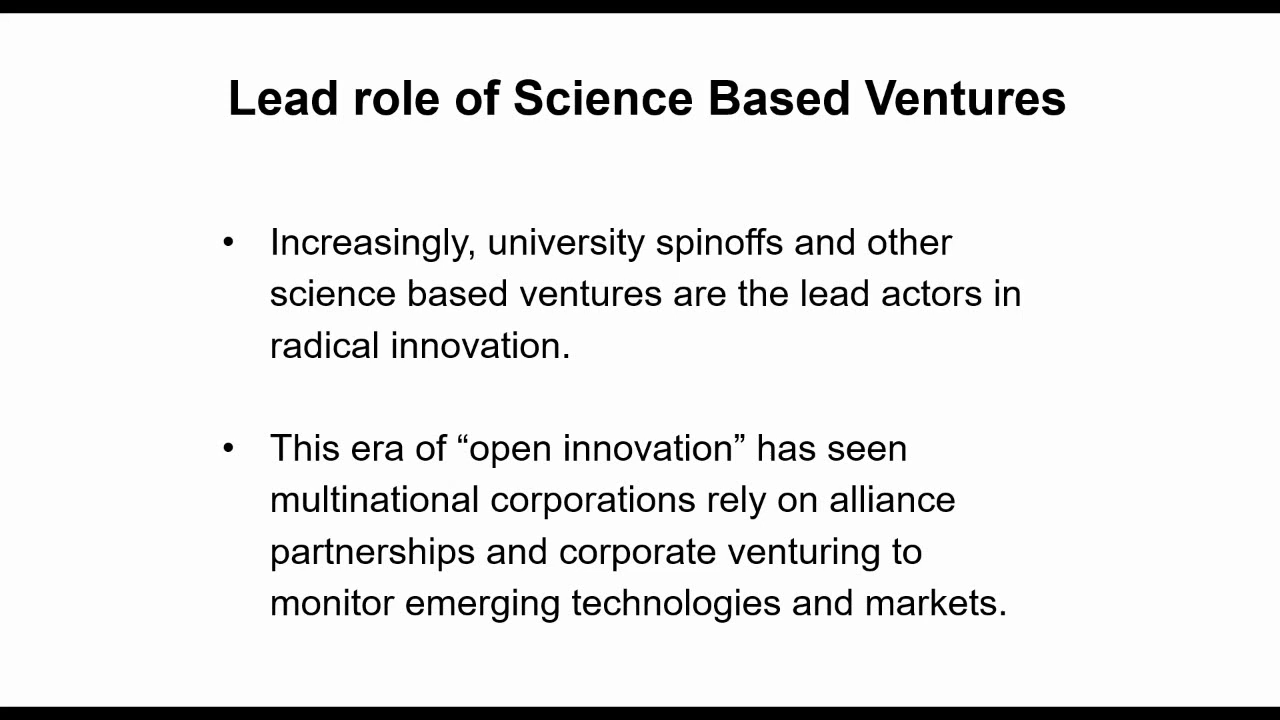 Lead role of Science Based Ventures
• Increasingly, university spinoffs and other
science based ventures are the lead actors in
radical innovation.
• This era of “open innovation” has seen
multinational corporations rely on alliance
partnerships and corporate venturing to
monitor emerging technologies and markets.